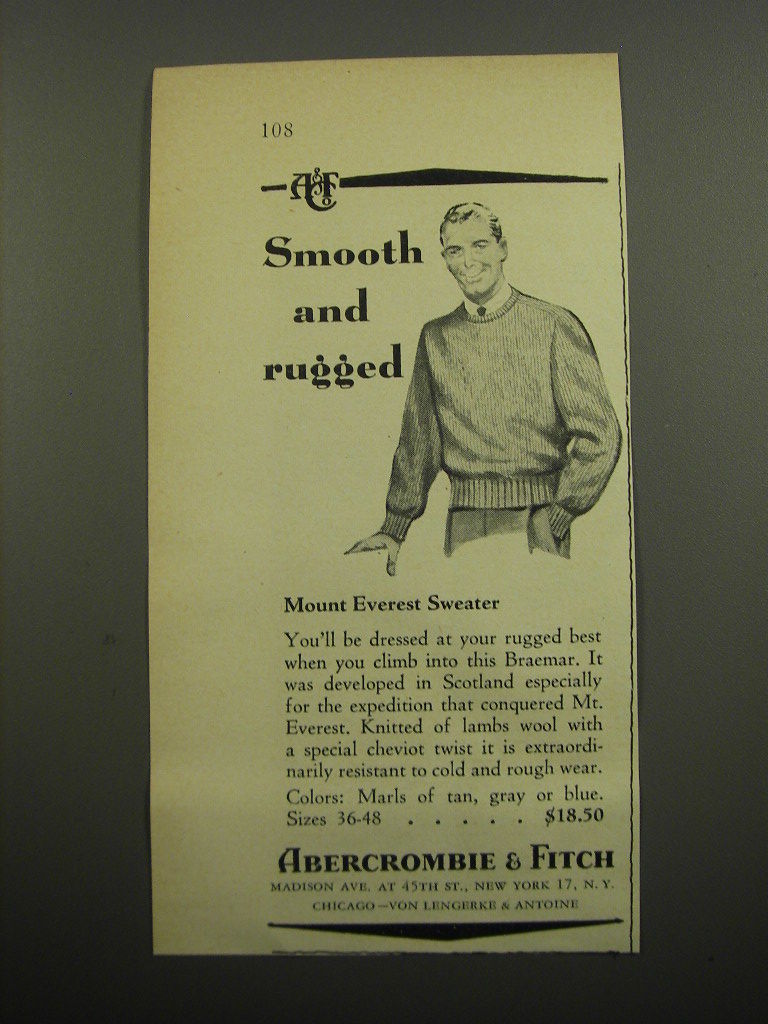 108
A&F Co
Smooth
and
rugged
Mount Everest Sweater
You'll be dressed at your rugged best
when you climb into this Braemar. It
was developed in Scotland especially
for the expedition that conquered Mt.
Everest. Knitted of lambs wool with
a special cheviot twist it is extraordi-
narily resistant to cold and rough wear.
Colors: Marls of tan, gray or blue.
Sizes 36-48 . . . . . $18.50
ABERCROMBIE & FITCH
MADISON AVE. AT 45TH ST., NEW YORK 17, N. Y.
CHICAGO—VON LENGERKE & ANTOINE